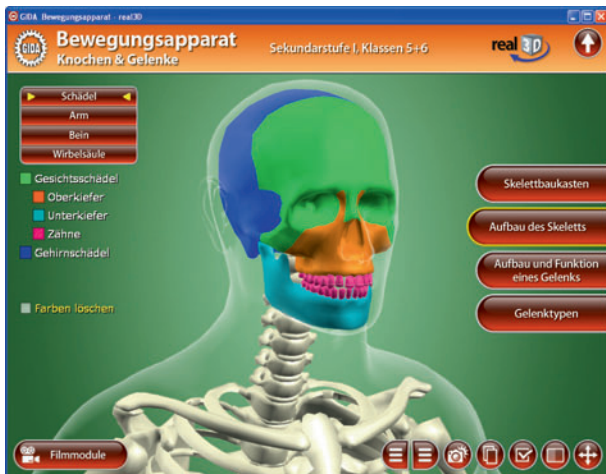 GIDA Bewegungsapparat - real3D
GIDA
Bewegungsapparat
Knochen & Gelenke
Sekundarstufe I, Klassen 5+6
real 3D
Schädel
Arm
Bein
Wirbelsäule
Gesichtsschädel
Oberkiefer
Unterkiefer
Zähne
Gehirnschädel
Farben löschen
Skelettbaukasten
Aufbau des Skeletts
Aufbau und Funktion
eines Gelenks
Gelenktypen
Filmmodule